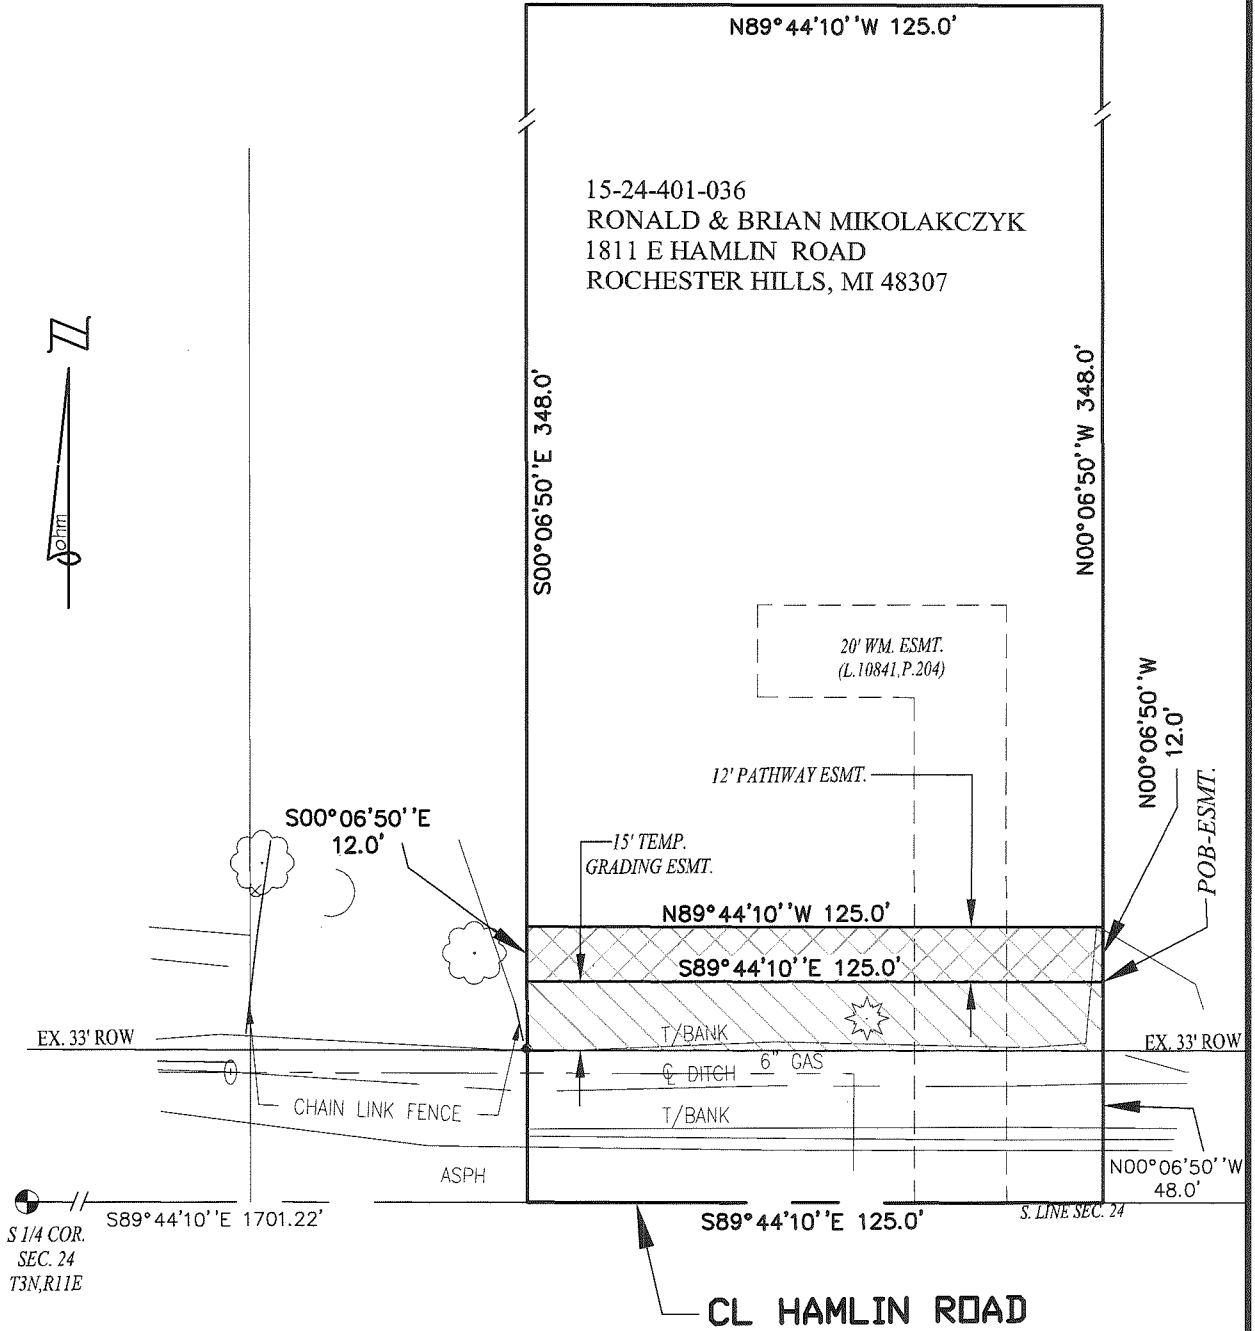 N89°44'10''W 125.0'
15-24-401-036
RONALD & BRIAN MIKOLAKCZYK
1811 E HAMLIN ROAD
ROCHESTER HILLS, MI 48307
N
ohm
S00°06'50''E 348.0'
N00°06'50''W 348.0'
20' WM. ESMT.
(L.10841,P.204)
N00°06'50''W
12.0'
12' PATHWAY ESMT.
POB-ESMT.
S00°06'50''E
12.0'
15' TEMP.
GRADING ESMT.
N89°44'10''W 125.0'
S89°44'10''E 125.0'
EX. 33' ROW
T/BANK
EX. 33' ROW
6" GAS
℄ DITCH
CHAIN LINK FENCE
T/BANK
ASPH
N00°06'50''W
48.0'
S89°44'10''E 1701.22'
S89°44'10''E 125.0'
S. LINE SEC. 24
S 1/4 COR.
SEC. 24
T3N,R11E
CL HAMLIN ROAD